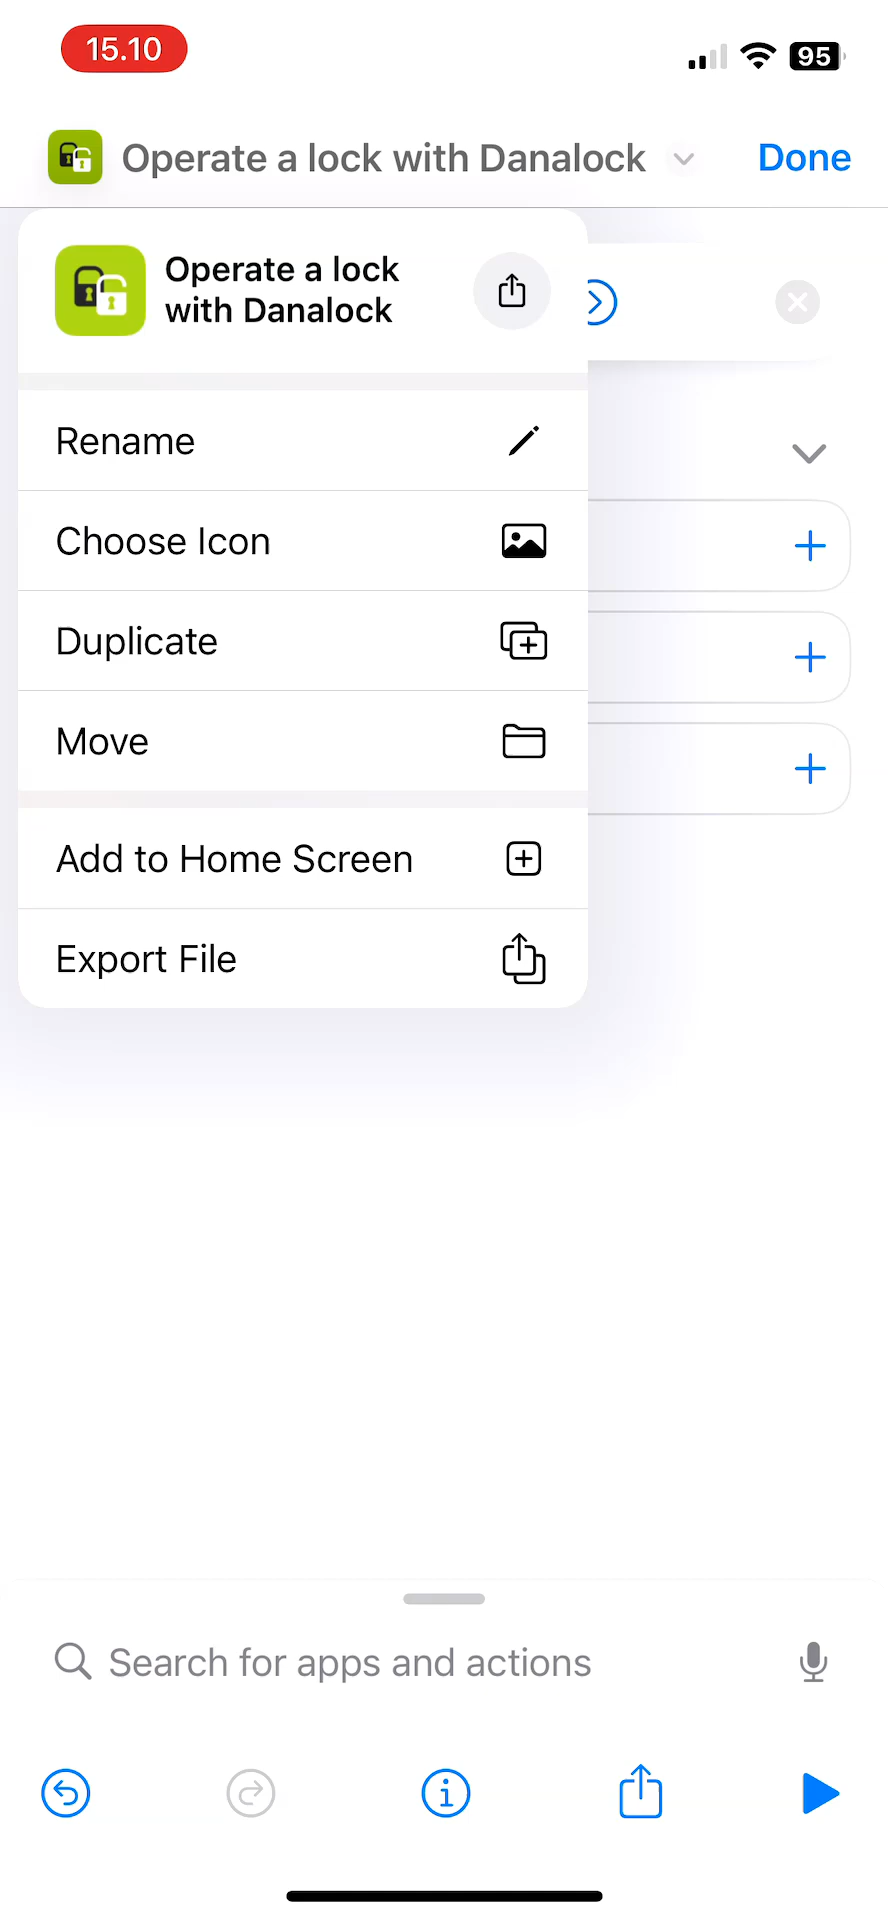 15.10
95
Operate a lock with Danalock
Done
Operate a lock
with Danalock
Rename
Choose Icon
Duplicate
Move
Add to Home Screen
Export File
Search for apps and actions